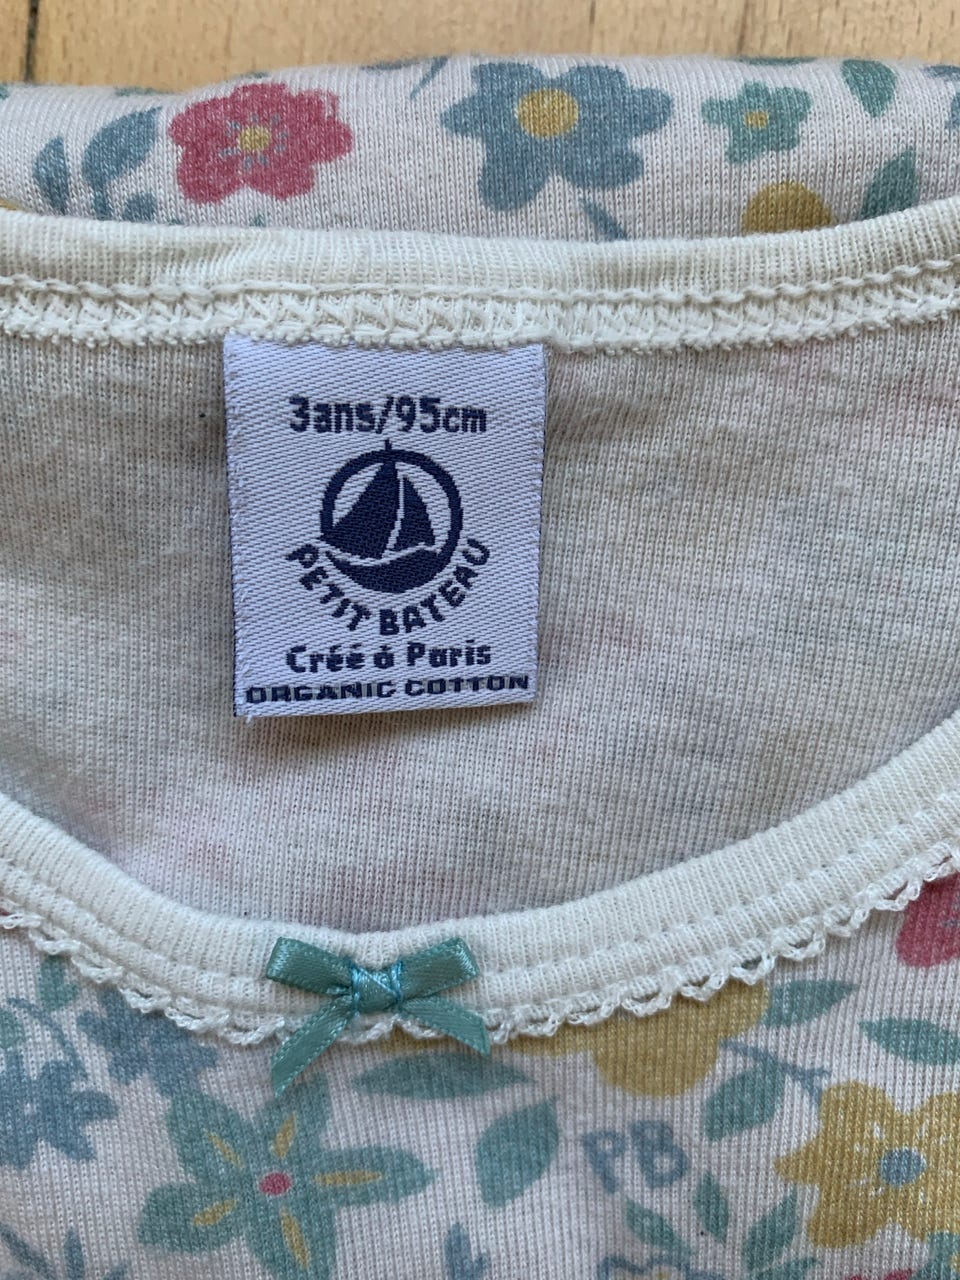 3ans/95cm
PETIT BATEAU
Créé à Paris
ORGANIC COTTON
PB